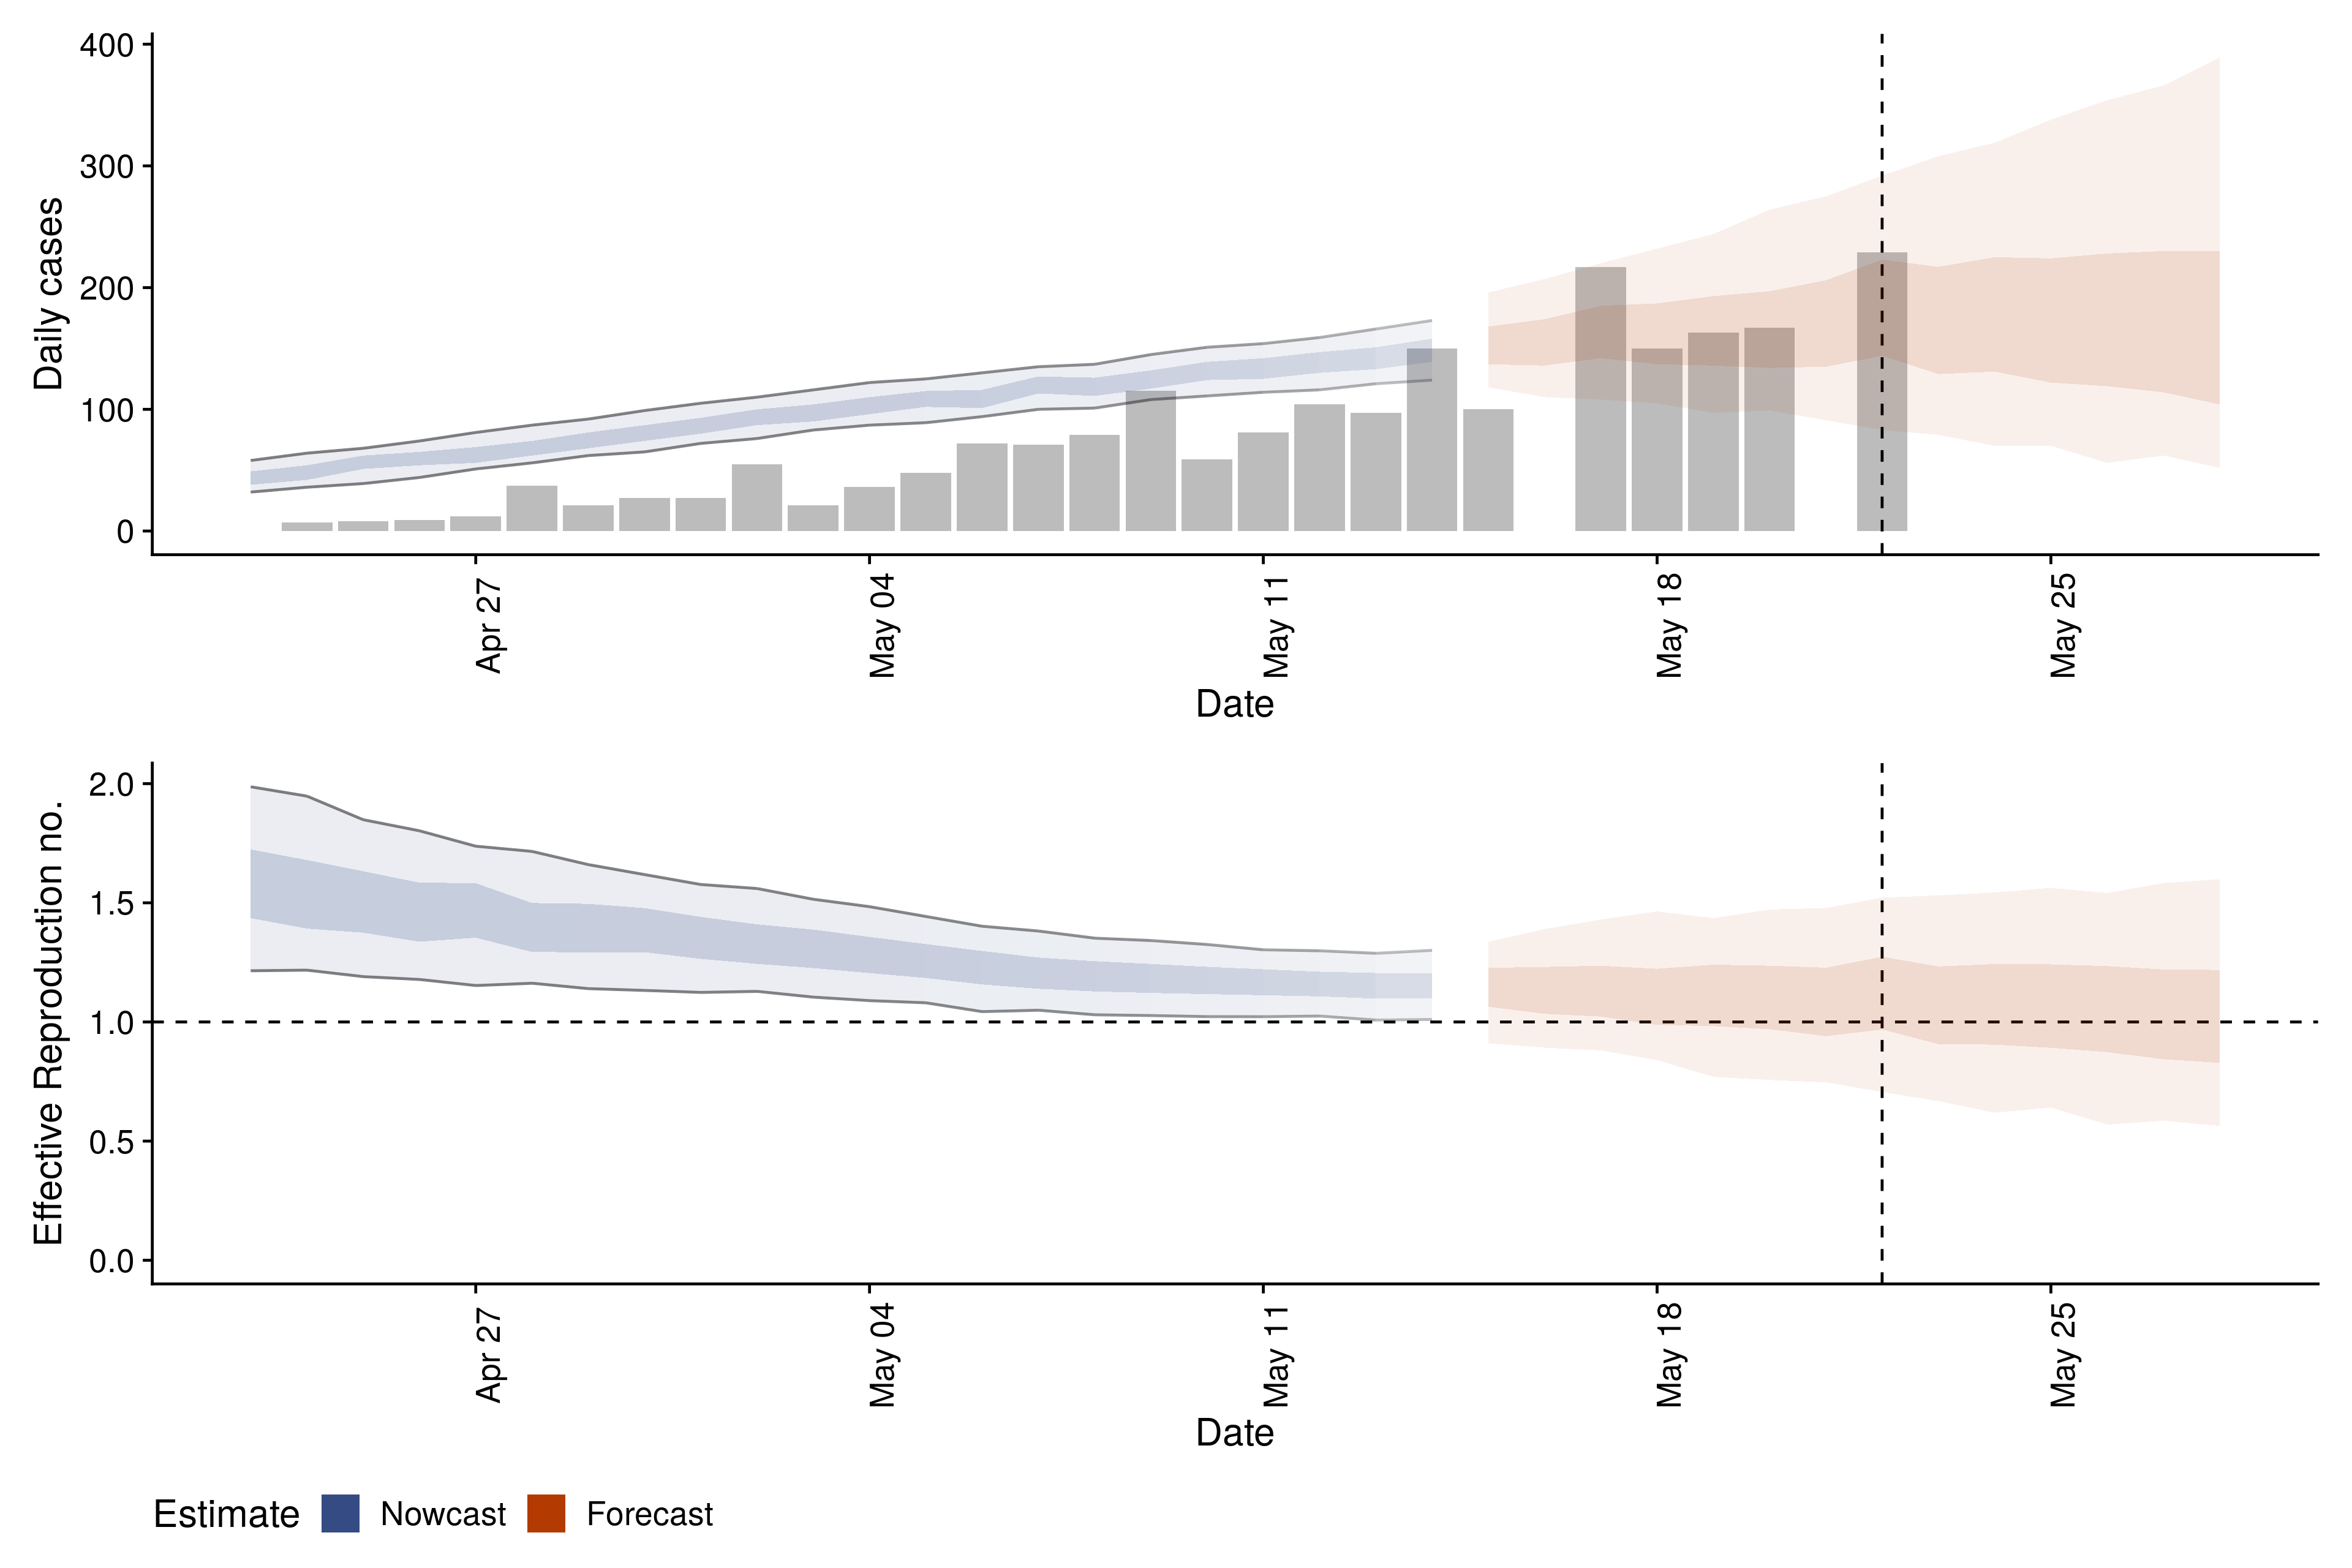 Daily cases
400
300
200
100
0
Apr 27
May 04
May 11
May 18
May 25
Date
Effective Reproduction no.
2.0
1.5
1.0
0.5
0.0
Apr 27
May 04
May 11
May 18
May 25
Date
Estimate Nowcast Forecast